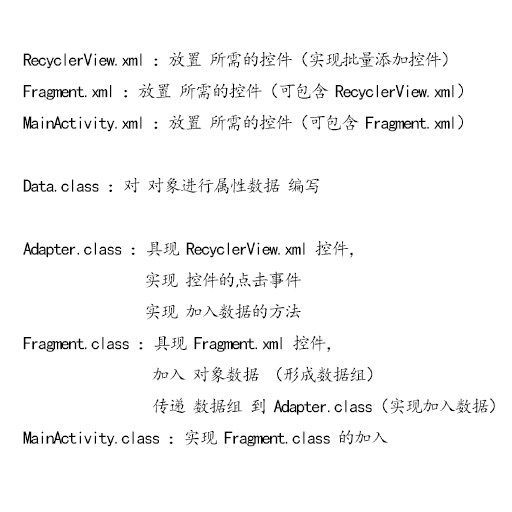 RecyclerView.xml : 放置 所需的控件（实现批量添加控件）
Fragment.xml : 放置 所需的控件（可包含 RecyclerView.xml）
MainActivity.xml : 放置 所需的控件（可包含 Fragment.xml）
Data.class : 对 对象进行属性数据 编写
Adapter.class : 具现 RecyclerView.xml 控件,
实现 控件的点击事件
实现 加入数据的方法
Fragment.class : 具现 Fragment.xml 控件,
加入 对象数据 （形成数据组）
传递 数据组 到 Adapter.class（实现加入数据）
MainActivity.class : 实现 Fragment.class 的加入